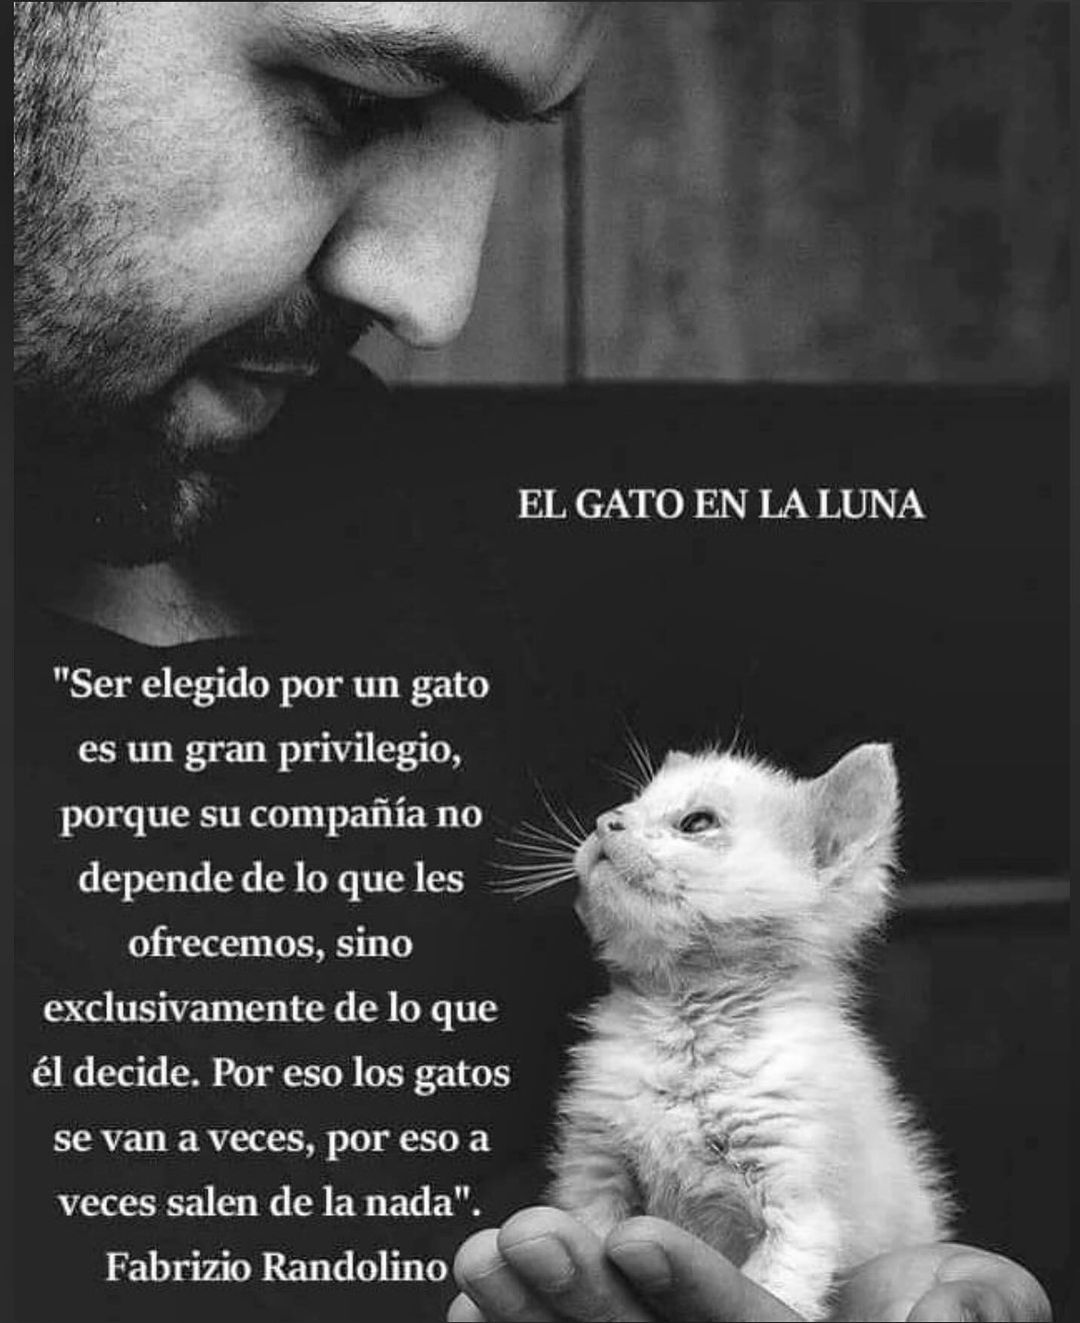 EL GATO EN LA LUNA
"Ser elegido por un gato
es un gran privilegio,
porque su compañía no
depende de lo que les
ofrecemos, sino
exclusivamente de lo que
él decide. Por eso los gatos
se van a veces, por eso a
veces salen de la nada".
Fabrizio Randolino